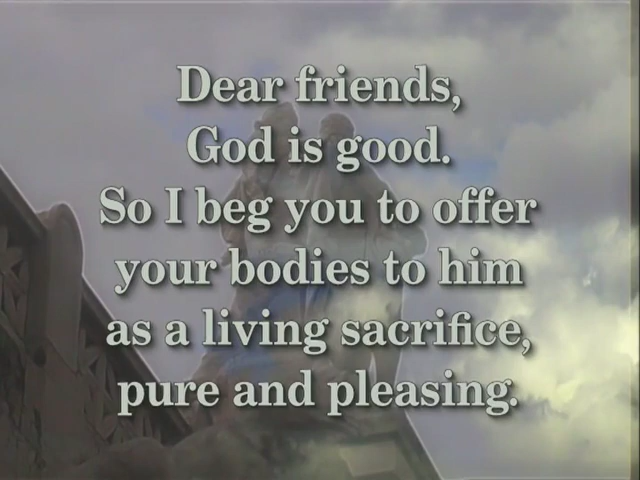 Dear friends,
God is good.
So I beg you to offer
your bodies to him
as a living sacrifice,
pure and pleasing.